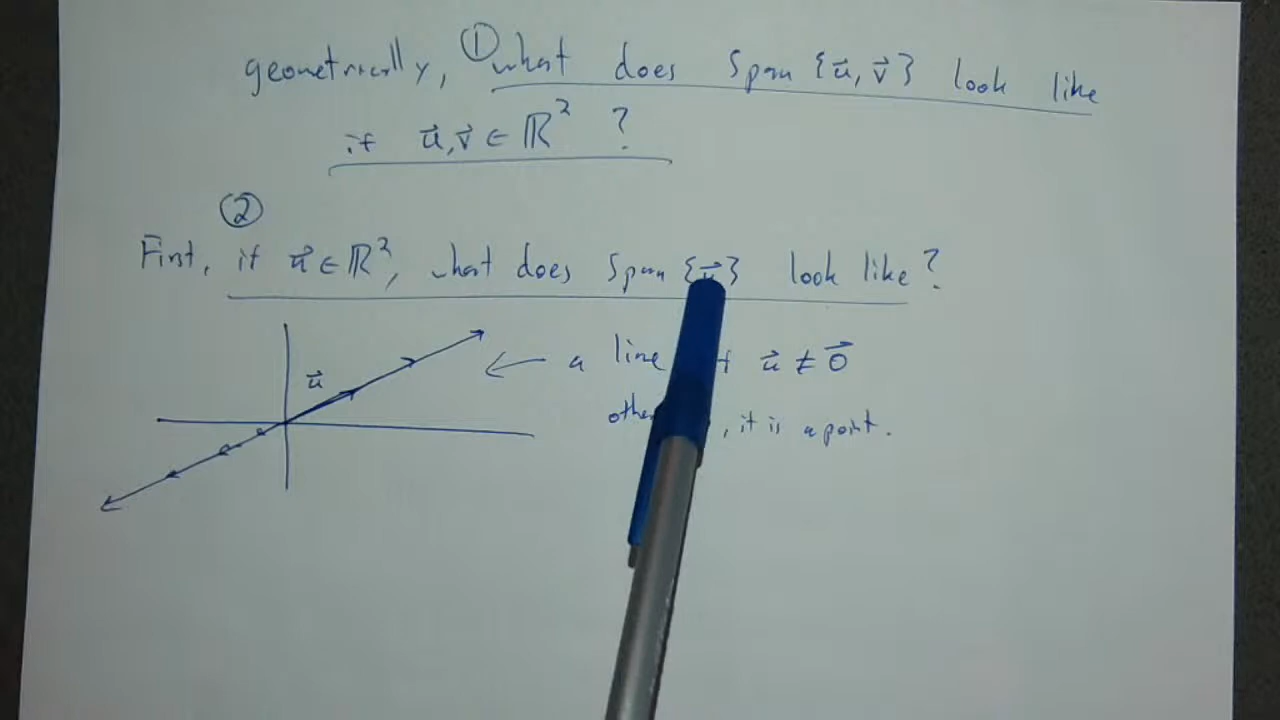 geometrically, ① what does Span {u⃗, v⃗} look like
if u⃗, v⃗ ∈ ℝ² ?
②
First, if u⃗ ∈ ℝ², what does Span {u⃗} look like?
u⃗
a line u⃗ ≠ 0⃗
, it is a point.